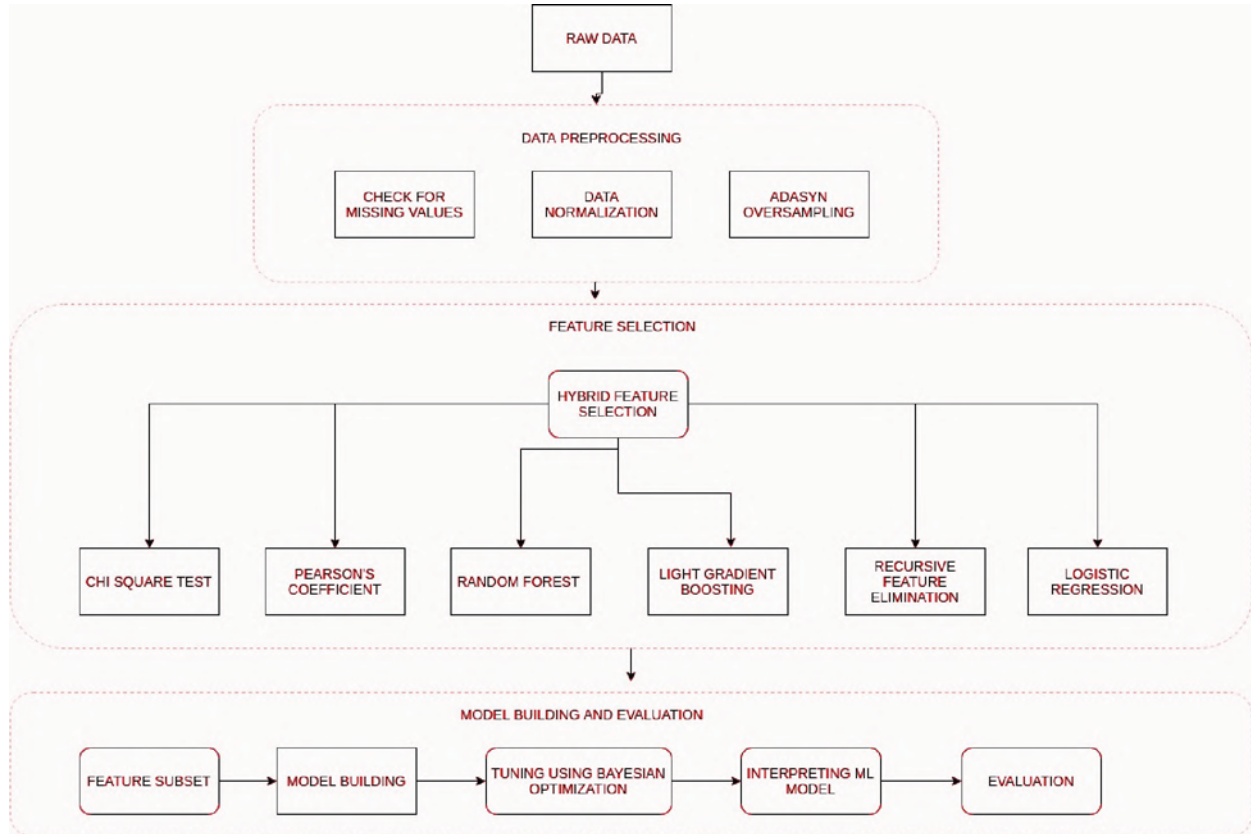 RAW DATA
DATA PREPROCESSING
CHECK FOR
MISSING VALUES
DATA
NORMALIZATION
ADASYN
OVERSAMPLING
FEATURE SELECTION
HYBRID FEATURE
SELECTION
CHI SQUARE TEST
PEARSON'S
COEFFICIENT
RANDOM FOREST
LIGHT GRADIENT
BOOSTING
RECURSIVE
FEATURE
ELIMINATION
LOGISTIC
REGRESSION
MODEL BUILDING AND EVALUATION
FEATURE SUBSET
MODEL BUILDING
TUNING USING BAYESIAN
OPTIMIZATION
INTERPRETING ML
MODEL
EVALUATION